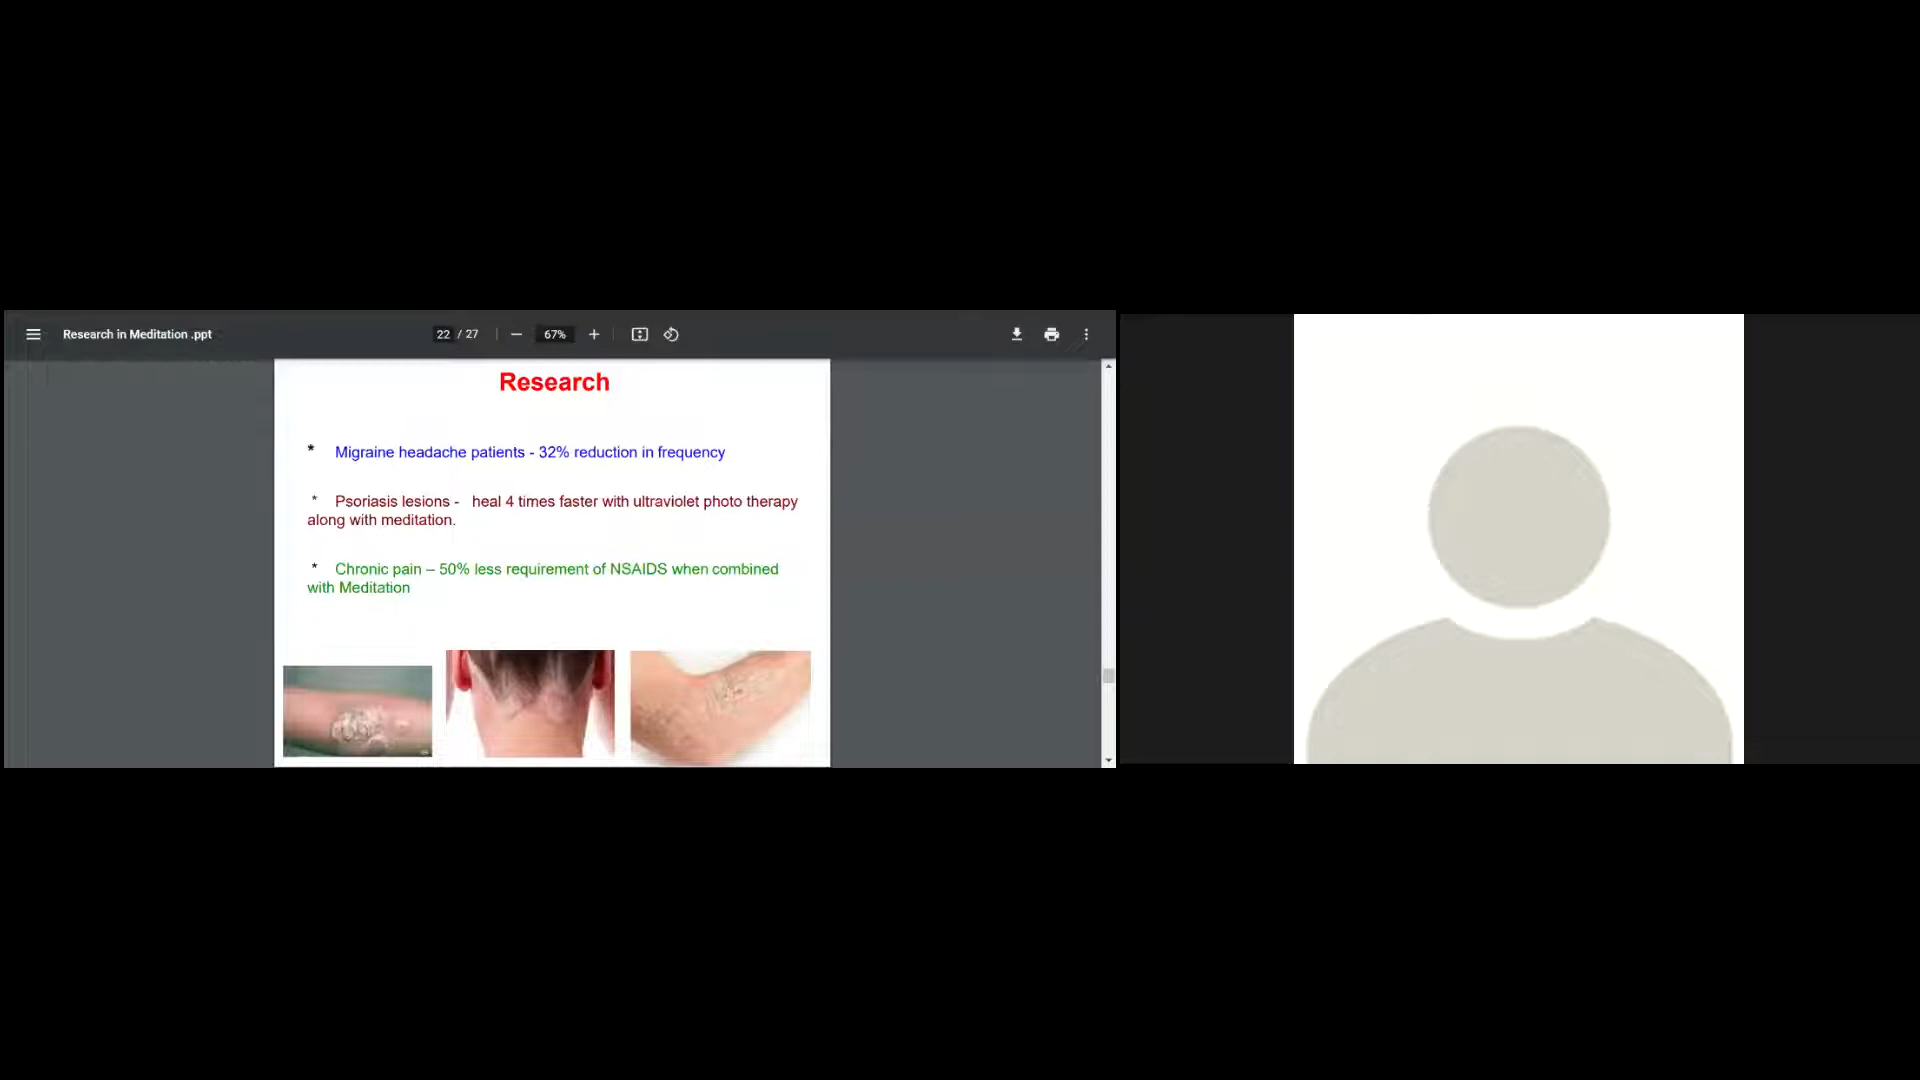 Research in Meditation .ppt
22 / 27
67%
Research
* Migraine headache patients - 32% reduction in frequency
* Psoriasis lesions - heal 4 times faster with ultraviolet photo therapy
along with meditation.
* Chronic pain – 50% less requirement of NSAIDS when combined
with Meditation